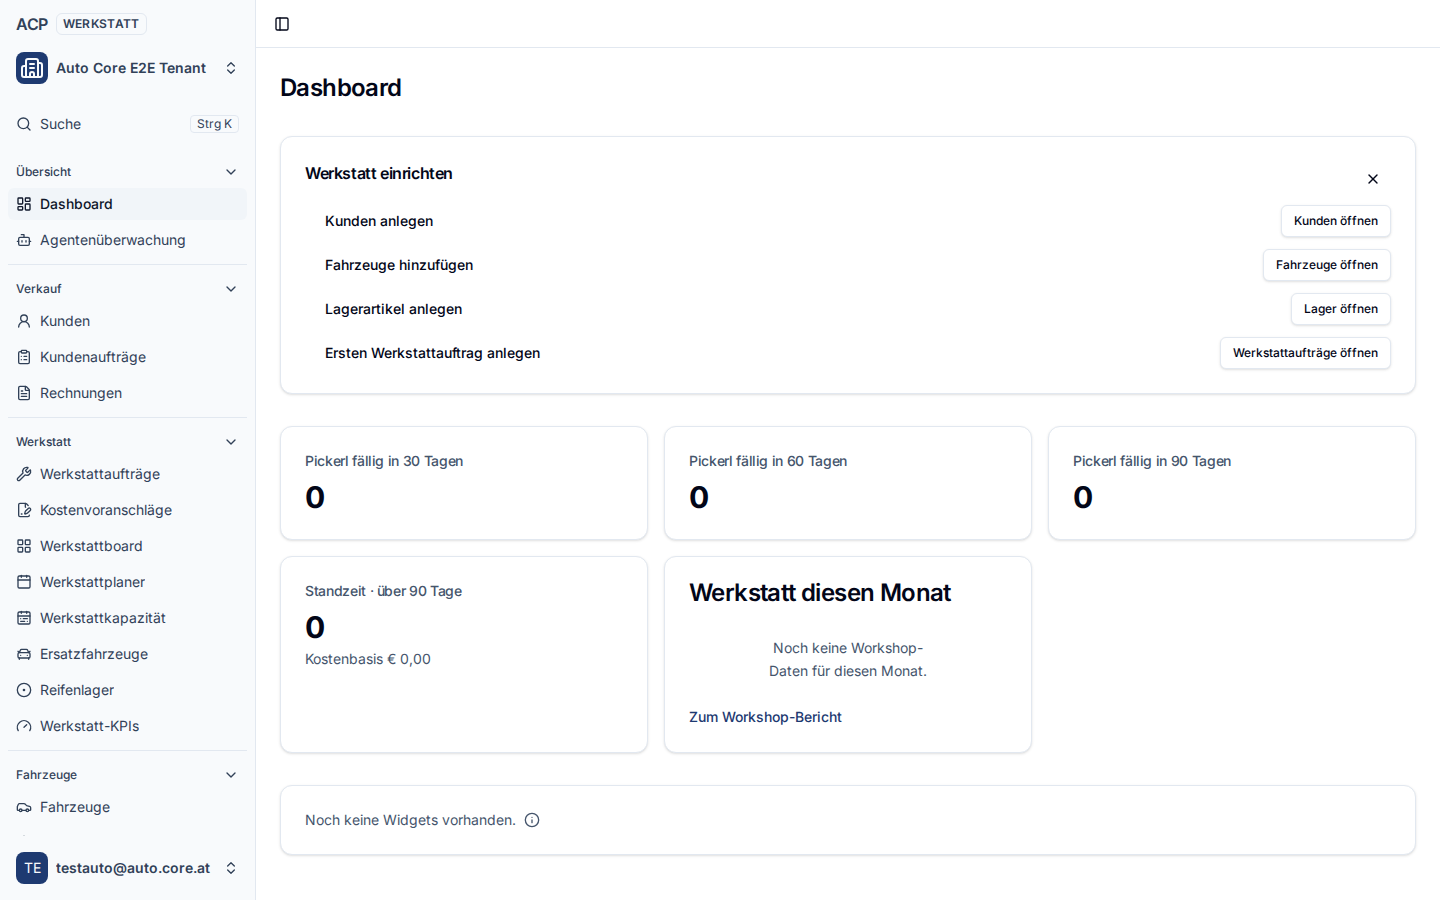 ACP WERKSTATT
Auto Core E2E Tenant
Suche Strg K
Übersicht
Dashboard
Agentenüberwachung
Verkauf
Kunden
Kundenaufträge
Rechnungen
Werkstatt
Werkstattaufträge
Kostenvoranschläge
Werkstattboard
Werkstattplaner
Werkstattkapazität
Ersatzfahrzeuge
Reifenlager
Werkstatt-KPIs
Fahrzeuge
Fahrzeuge
TE testauto@auto.core.at
Dashboard
Werkstatt einrichten
Kunden anlegen Kunden öffnen
Fahrzeuge hinzufügen Fahrzeuge öffnen
Lagerartikel anlegen Lager öffnen
Ersten Werkstattauftrag anlegen Werkstattaufträge öffnen
Pickerl fällig in 30 Tagen
0
Pickerl fällig in 60 Tagen
0
Pickerl fällig in 90 Tagen
0
Standzeit · über 90 Tage
0
Kostenbasis € 0,00
Werkstatt diesen Monat
Noch keine Workshop-
Daten für diesen Monat.
Zum Workshop-Bericht
Noch keine Widgets vorhanden.